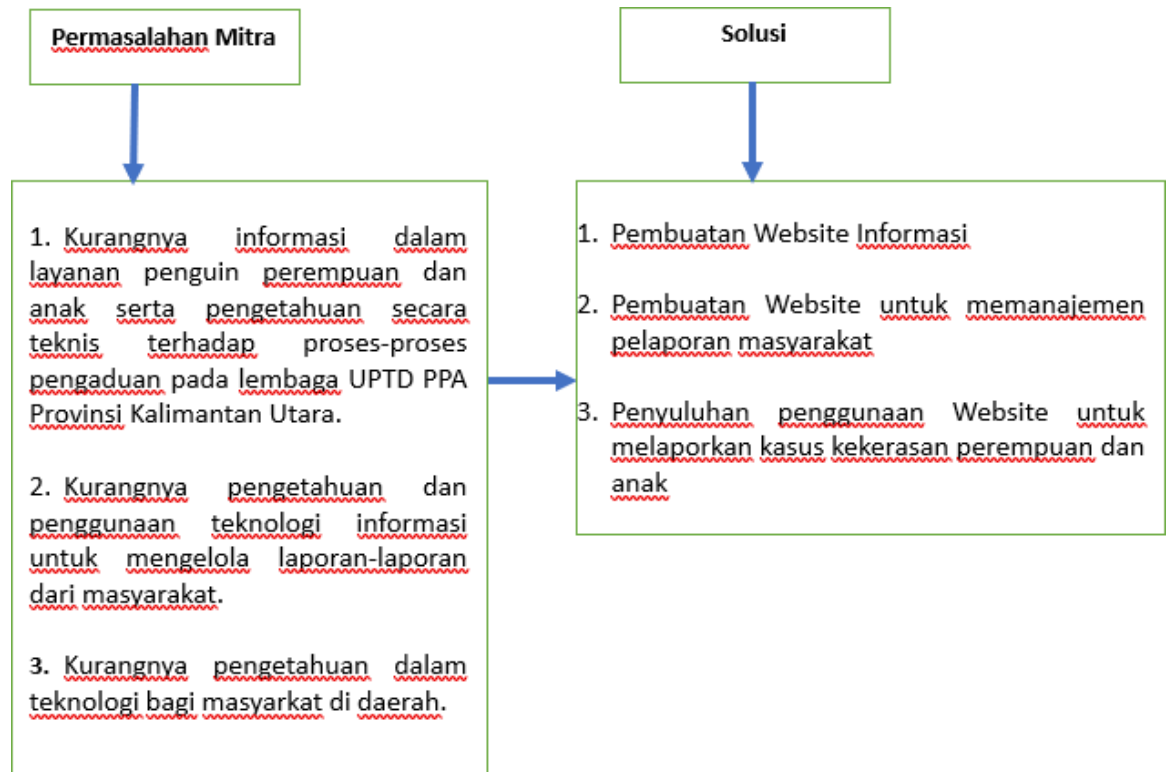 Permasalahan Mitra
1. Kurangnya informasi dalam
layanan penguin perempuan dan
anak serta pengetahuan secara
teknis terhadap proses-proses
pengaduan pada lembaga UPTD PPA
Provinsi Kalimantan Utara.
2. Kurangnya pengetahuan dan
penggunaan teknologi informasi
untuk mengelola laporan-laporan
dari masyarakat.
3. Kurangnya pengetahuan dalam
teknologi bagi masyarkat di daerah.
Solusi
1. Pembuatan Website Informasi
2. Pembuatan Website untuk memanajemen
pelaporan masyarakat
3. Penyuluhan penggunaan Website untuk
melaporkan kasus kekerasan perempuan dan
anak